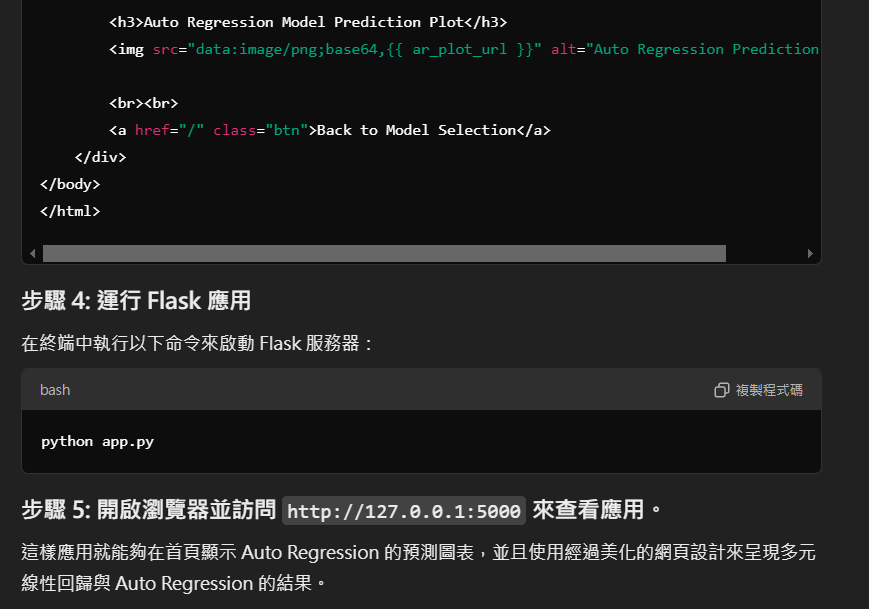 <h3>Auto Regression Model Prediction Plot</h3>
<img src="data:image/png;base64,{{ ar_plot_url }}" alt="Auto Regression Prediction
<br><br>
<a href="/" class="btn">Back to Model Selection</a>
</div>
</body>
</html>
步驟 4: 運行 Flask 應用
在終端中執行以下命令來啟動 Flask 服務器：
bash 複製程式碼
python app.py
步驟 5: 開啟瀏覽器並訪問 http://127.0.0.1:5000 來查看應用。
這樣應用就能夠在首頁顯示 Auto Regression 的預測圖表，並且使用經過美化的網頁設計來呈現多元
線性回歸與 Auto Regression 的結果。